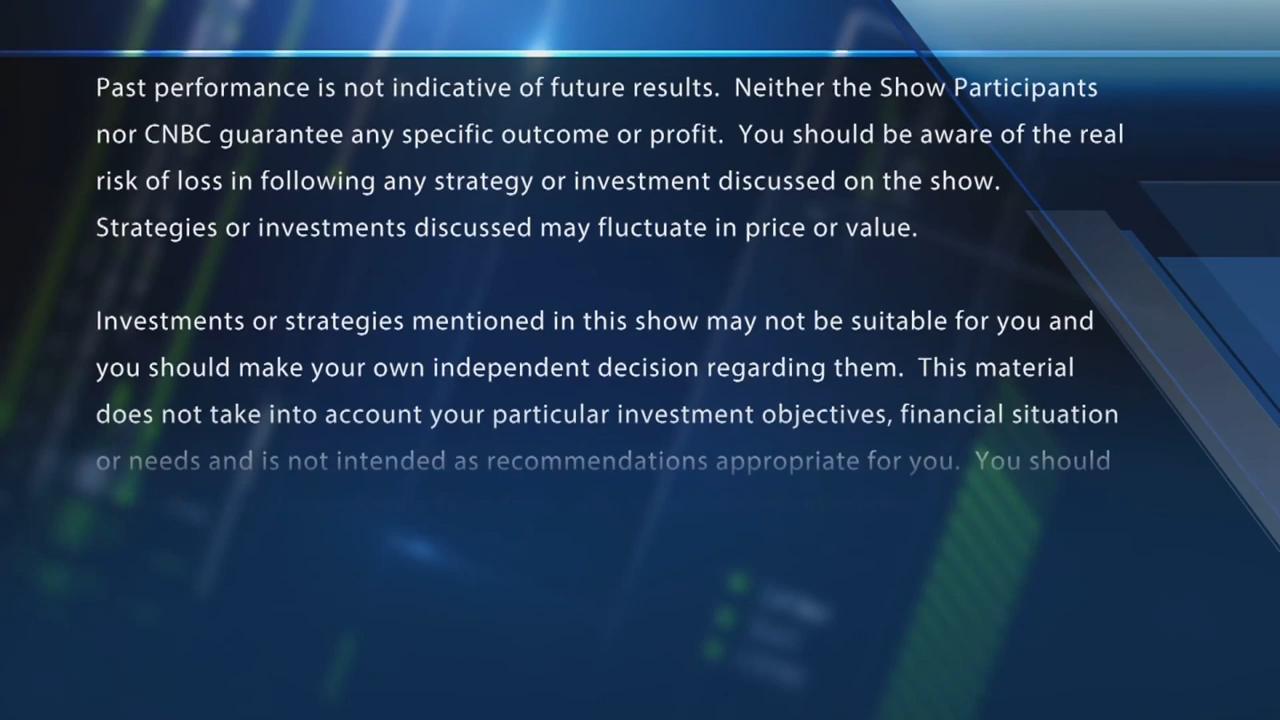 Past performance is not indicative of future results.  Neither the Show Participants
nor CNBC guarantee any specific outcome or profit.  You should be aware of the real
risk of loss in following any strategy or investment discussed on the show.
Strategies or investments discussed may fluctuate in price or value.
Investments or strategies mentioned in this show may not be suitable for you and
you should make your own independent decision regarding them.  This material
does not take into account your particular investment objectives, financial situation
or needs and is not intended as recommendations appropriate for you.  You should